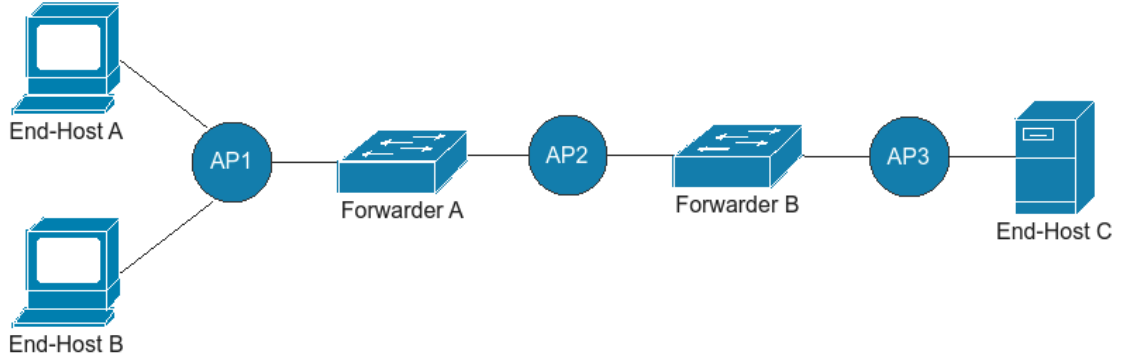 End-Host A
AP1
Forwarder A
AP2
Forwarder B
AP3
End-Host C
End-Host B